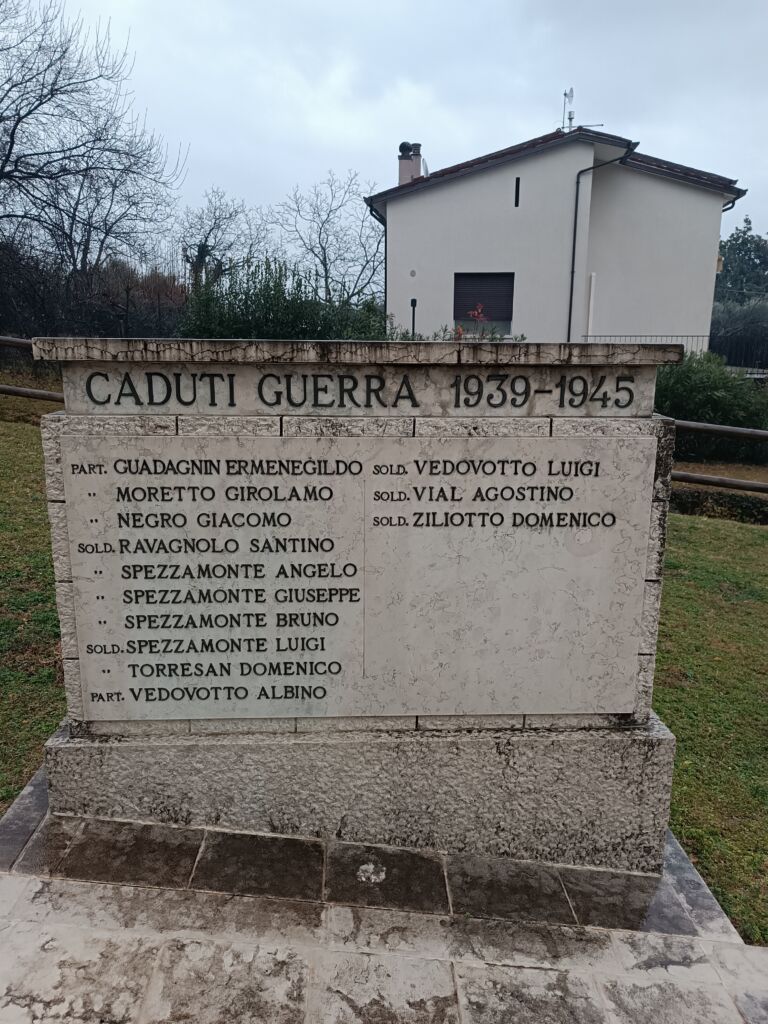 CADUTI GUERRA 1939-1945
PART. GUADAGNIN ERMENEGILDO
" MORETTO GIROLAMO
" NEGRO GIACOMO
SOLD. RAVAGNOLO SANTINO
" SPEZZAMONTE ANGELO
" SPEZZAMONTE GIUSEPPE
" SPEZZAMONTE BRUNO
SOLD. SPEZZAMONTE LUIGI
" TORRESAN DOMENICO
PART. VEDOVOTTO ALBINO
SOLD. VEDOVOTTO LUIGI
SOLD. VIAL AGOSTINO
SOLD. ZILIOTTO DOMENICO